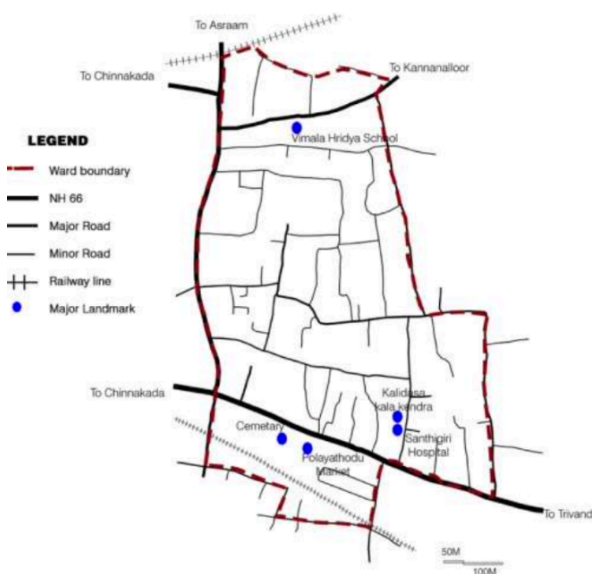 To Asraam
To Chinnakada
To Kannanalloor
Vimala Hridya School
LEGEND
Ward boundary
NH 66
Major Road
Minor Road
Railway line
Major Landmark
To Chinnakada
Kalidasa
kala kendra
Cemetary
Santhigiri
Hospital
Polayathodu
Market
To Trivand
50M
100M